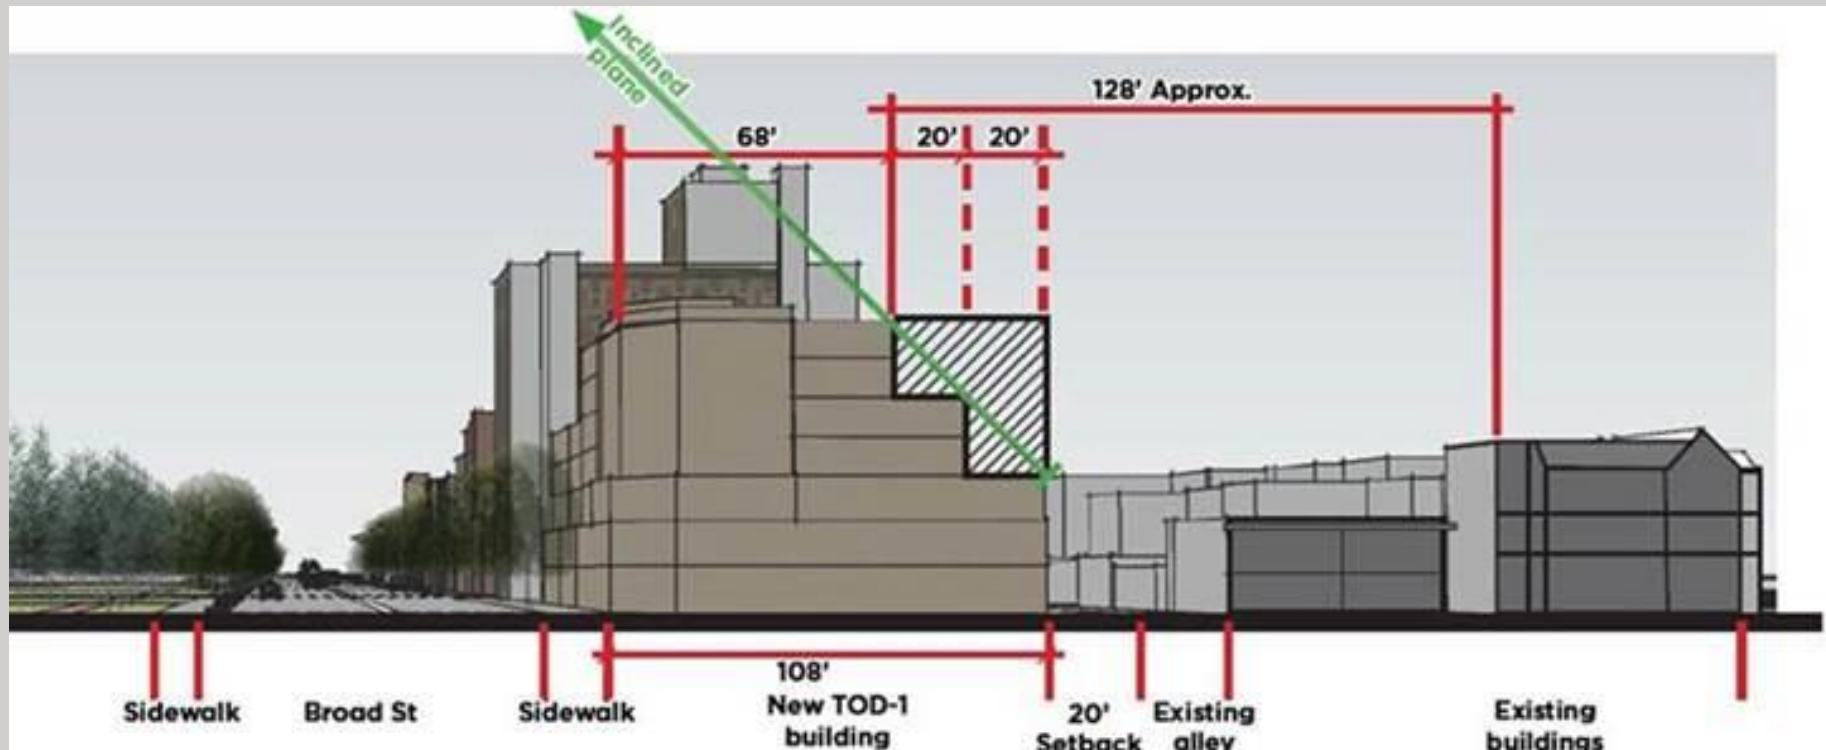 Inclined
plane
128' Approx.
68'
20'
20'
108'
Sidewalk
Broad St
Sidewalk
New TOD-1
building
20'
Setback
Existing
alley
Existing
buildings